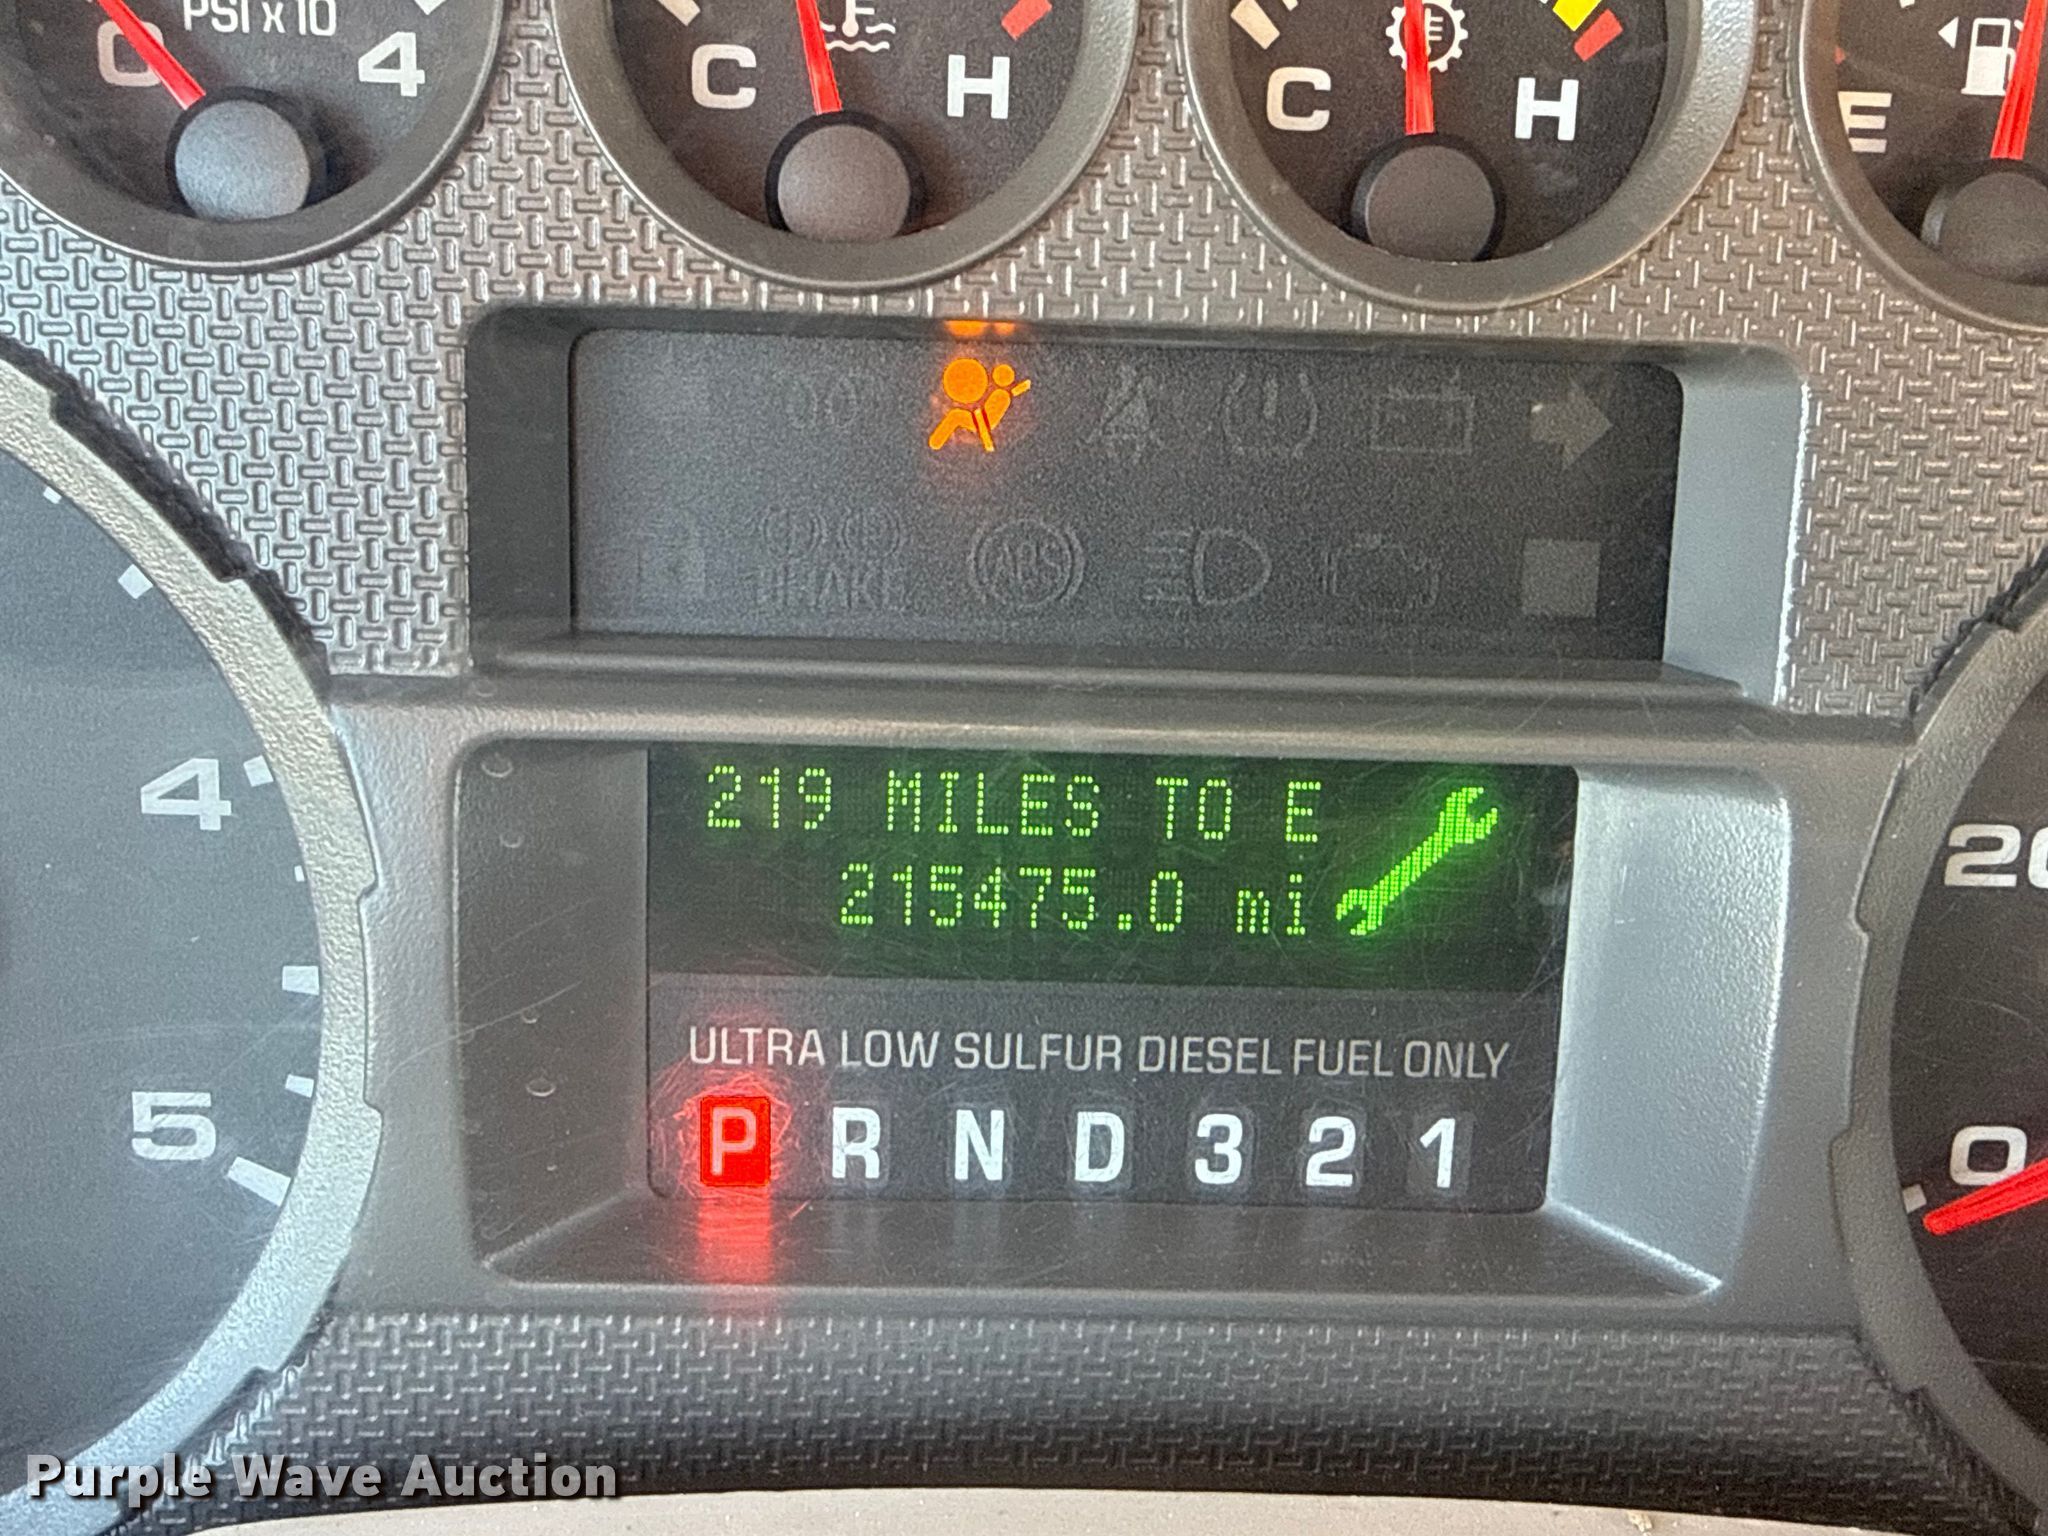 PSI x 10
0 4
C H
C H
E
BRAKE ABS
4
219 MILES TO E
215475.0 mi
20
ULTRA LOW SULFUR DIESEL FUEL ONLY
5
P R N D 3 2 1
0
Purple Wave Auction